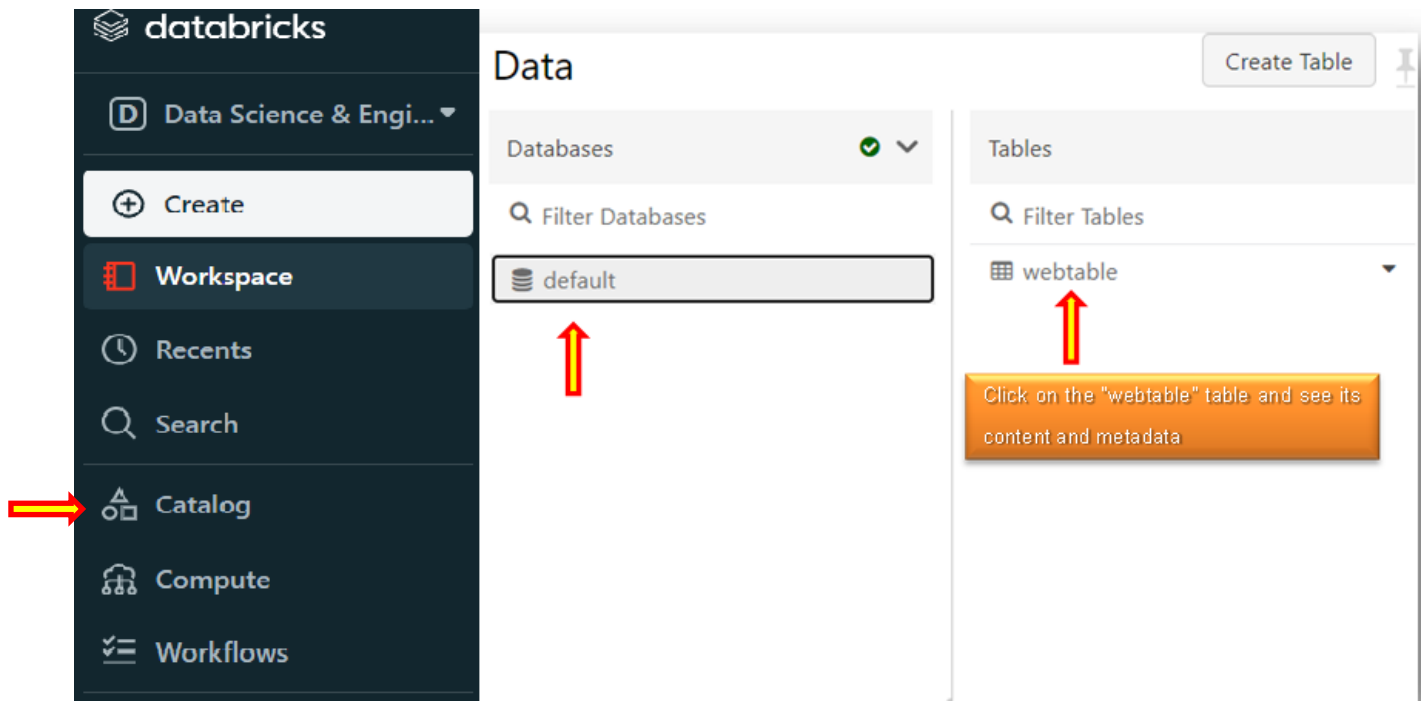 databricks
D Data Science & Engi...
Create
Workspace
Recents
Search
Catalog
Compute
Workflows
Data
Create Table
Databases
Tables
Filter Databases
Filter Tables
default
webtable
Click on the "webtable" table and see its
content and metadata